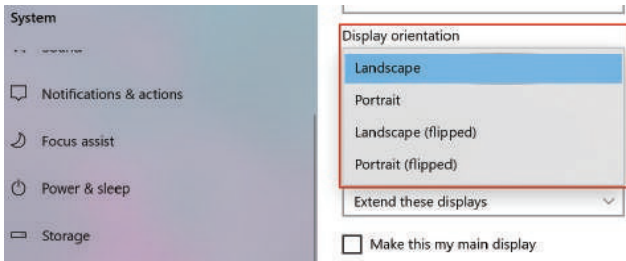 System
Notifications & actions
Focus assist
Power & sleep
Storage
Display orientation
Landscape
Portrait
Landscape (flipped)
Portrait (flipped)
Extend these displays
Make this my main display